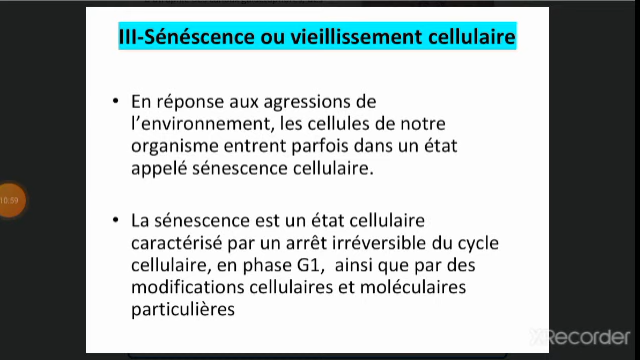 III-Sénéscence ou vieillissement cellulaire
• En réponse aux agressions de
l'environnement, les cellules de notre
organisme entrent parfois dans un état
appelé sénescence cellulaire.
• La sénescence est un état cellulaire
caractérisé par un arrêt irréversible du cycle
cellulaire, en phase G1, ainsi que par des
modifications cellulaires et moléculaires
particulières
10:59
XRecorder